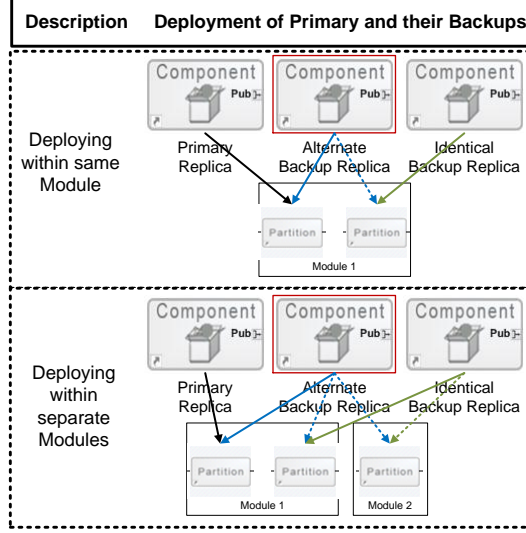 Description Deployment of Primary and their Backups
Component Component Component
Pub Pub Pub
Deploying
within same
Module
Primary
Replica
Alternate
Backup Replica
Identical
Backup Replica
Partition Partition
Module 1
Component Component Component
Pub Pub Pub
Deploying
within
separate
Modules
Primary
Replica
Alternate
Backup Replica
Identical
Backup Replica
Partition Partition Partition
Module 1 Module 2